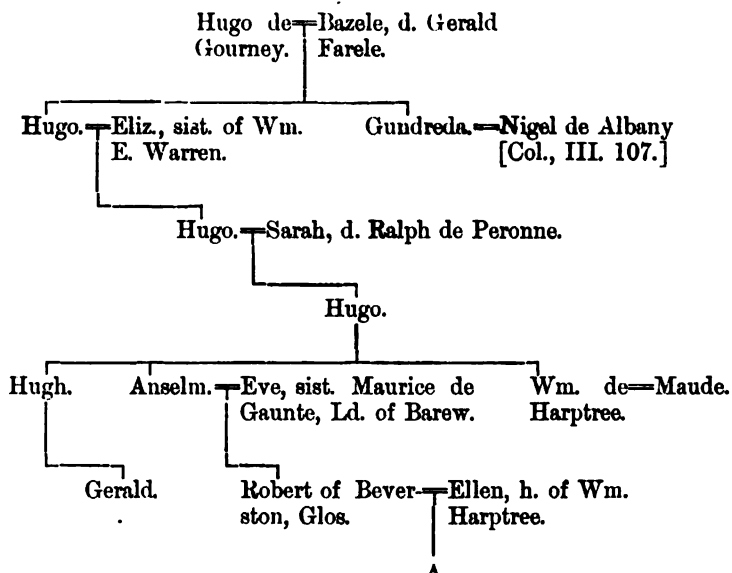 Hugo de═Bazele, d. Gerald
Gourney. Farele.
Hugo.═Eliz., sist. of Wm. Gundreda.═Nigel de Albany
E. Warren. [Col., III. 107.]
Hugo.═Sarah, d. Ralph de Peronne.
Hugo.
Hugh. Anselm.═Eve, sist. Maurice de Wm. de═Maude.
Gaunte, Ld. of Barew. Harptree.
Gerald. Robert of Bever-═Ellen, h. of Wm.
ston, Glos. Harptree.
A